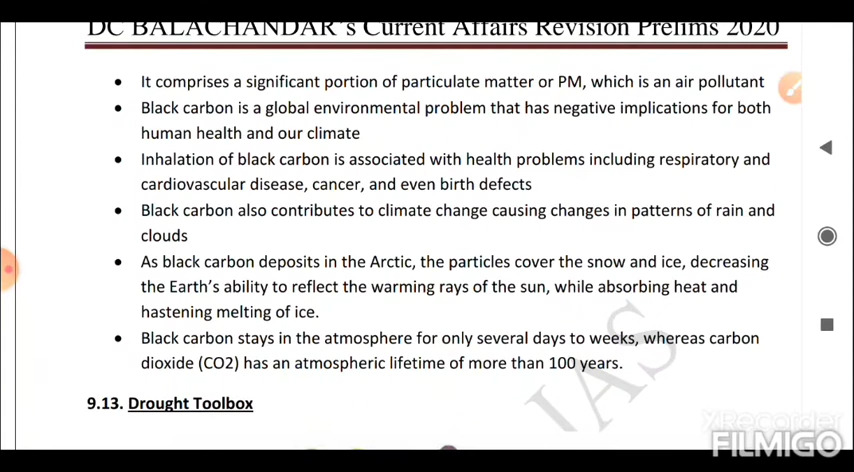 DC BALACHANDAR's Current Affairs Revision Prelims 2020
• It comprises a significant portion of particulate matter or PM, which is an air pollutant
• Black carbon is a global environmental problem that has negative implications for both
human health and our climate
• Inhalation of black carbon is associated with health problems including respiratory and
cardiovascular disease, cancer, and even birth defects
• Black carbon also contributes to climate change causing changes in patterns of rain and
clouds
• As black carbon deposits in the Arctic, the particles cover the snow and ice, decreasing
the Earth's ability to reflect the warming rays of the sun, while absorbing heat and
hastening melting of ice.
• Black carbon stays in the atmosphere for only several days to weeks, whereas carbon
dioxide (CO2) has an atmospheric lifetime of more than 100 years.
IAS
9.13. Drought Toolbox
XRecorder
FILMIGO